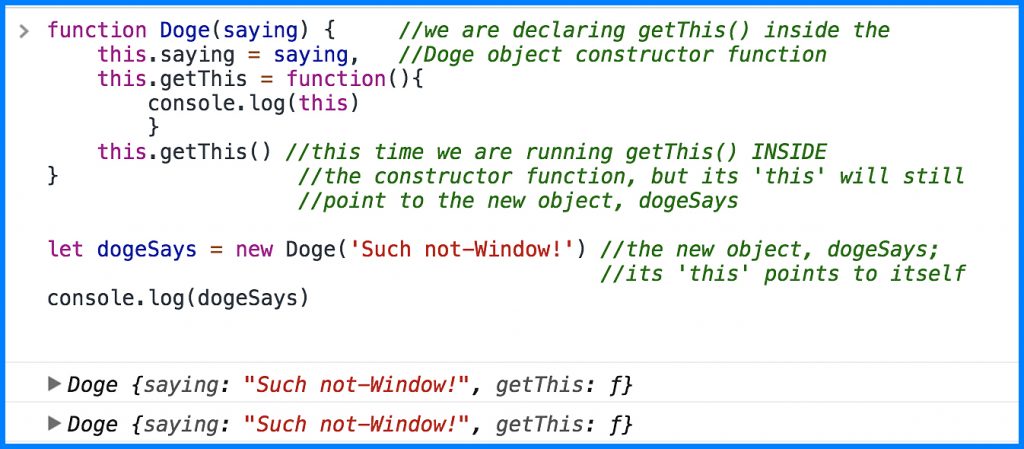 function Doge(saying) { //we are declaring getThis() inside the
this.saying = saying, //Doge object constructor function
this.getThis = function(){
console.log(this)
}
this.getThis() //this time we are running getThis() INSIDE
} //the constructor function, but its 'this' will still
//point to the new object, dogeSays
let dogeSays = new Doge('Such not-Window!') //the new object, dogeSays;
//its 'this' points to itself
console.log(dogeSays)
Doge {saying: "Such not-Window!", getThis: ƒ}
Doge {saying: "Such not-Window!", getThis: ƒ}